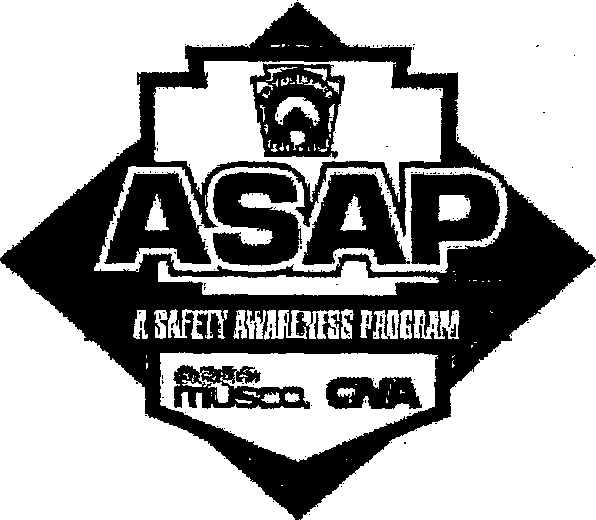 ASAP
A SAFETY AWARENESS PROGRAM
musco. CNA